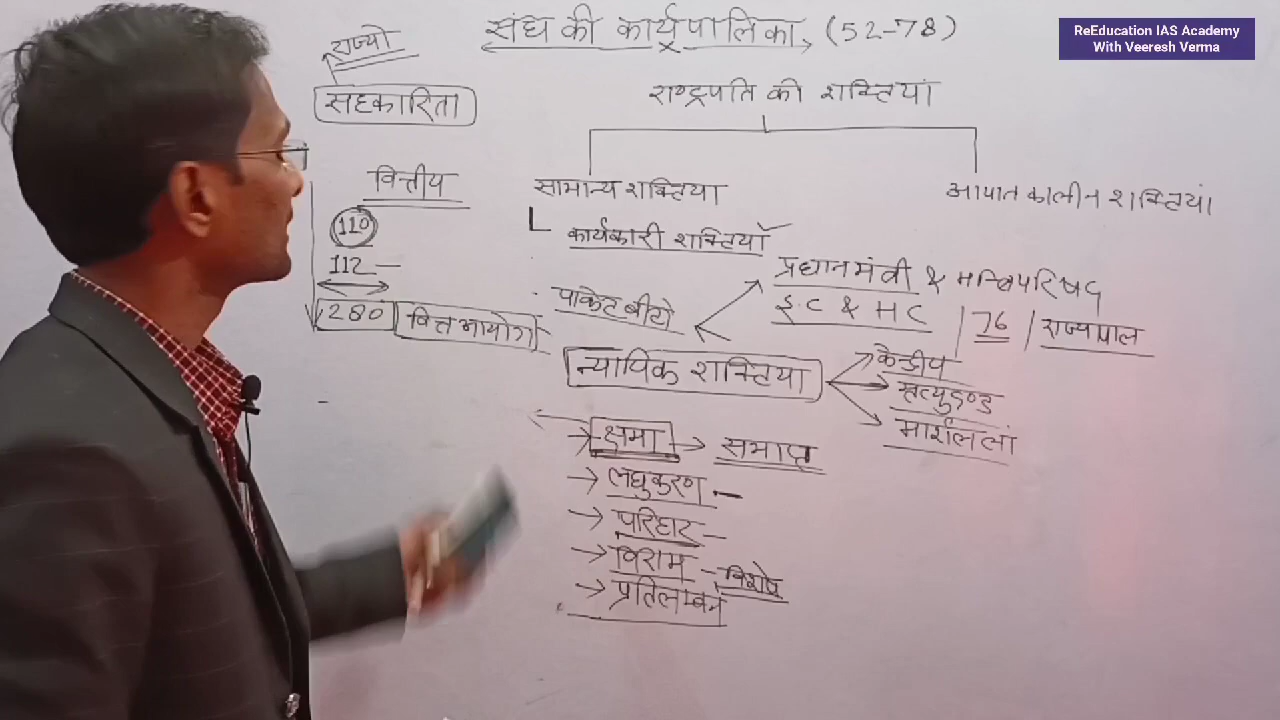 ReEducation IAS Academy
With Veeresh Verma
संघ की कार्यपालिका, (52-78)
राज्यो
सहकारिता
राष्ट्रपति की शक्तियां
वित्तीय
सामान्य शक्तिया
आपातकालीन शक्तियां
110
कार्यकारी शक्तियाँ
112 —
प्रधानमंत्री & मन्त्रिपरिषद
280 वित्त आयोग
पाकेट वीटो
S.C & HC / 76 / राज्यपाल
न्यायिक शक्तिया
केन्द्रीय
मृत्युदण्ड
मार्शल लां
→ क्षमा → समाप्त
→ लघुकरण -
→ परिहार -
→ विराम - विशेष
→ प्रतिलम्बन